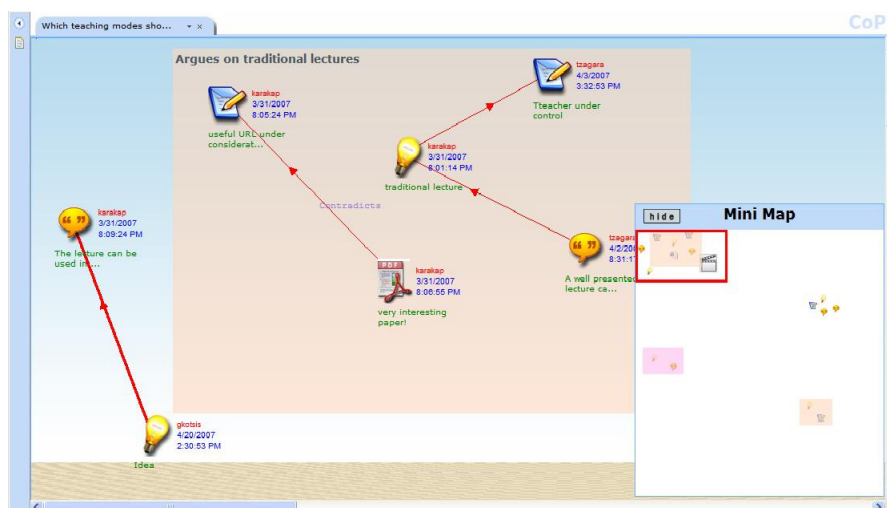 Which teaching modes sho...
CoP
Argues on traditional lectures
karakap
3/31/2007
8:05:24 PM
useful URL under
considerat...
tzagara
4/3/2007
3:32:53 PM
Tteacher under
control
karakap
3/31/2007
8:01:14 PM
traditional lecture
Contradicts
karakap
3/31/2007
8:09:24 PM
The lecture can be
used in ...
PDF
karakap
3/31/2007
8:06:55 PM
very interesting
paper!
tzagara
4/2/200
8:31:17
A well presented
lecture ca...
hide
Mini Map
gkotsis
4/20/2007
2:30:53 PM
Idea